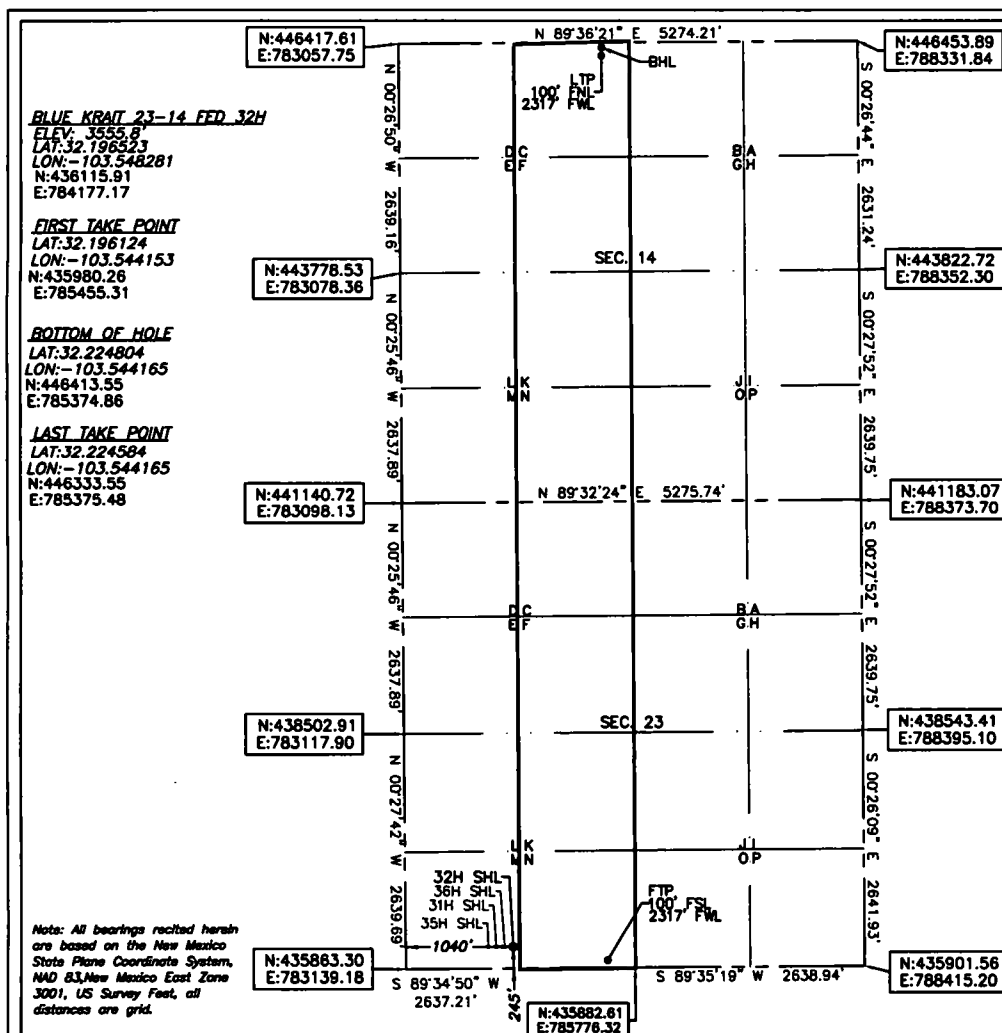 N 89°36'21" E 5274.21'
N:446417.61
E:783057.75
N:446453.89
E:788331.84
BHL
LTP
100' FNL
2317' FWL
N 00°26'50" W 2639.16'
S 00°26'44" E 2631.24'
BLUE KRAIT 23-14 FED 32H
ELEV: 3555.8'
LAT:32.196523
LON:-103.548281
N:436115.91
E:784177.17
D C
E F
B A
G H
FIRST TAKE POINT
LAT:32.196124
LON:-103.544153
N:435980.26
E:785455.31
SEC. 14
N:443778.53
E:783078.36
N:443822.72
E:788352.30
BOTTOM OF HOLE
LAT:32.224804
LON:-103.544165
N:446413.55
E:785374.86
N 00°25'46" W 2637.89'
S 00°27'52" E 2639.75'
L K
M N
J I
O P
LAST TAKE POINT
LAT:32.224584
LON:-103.544165
N:446333.55
E:785375.48
N:441140.72
E:783098.13
N 89°32'24" E 5275.74'
N:441183.07
E:788373.70
N 00°25'46" W 2637.89'
S 00°27'52" E 2639.75'
D C
E F
B A
G H
N:438502.91
E:783117.90
SEC. 23
N:438543.41
E:788395.10
N 00°27'42" W 2639.69'
S 00°26'09" E 2641.93'
L K
M N
J I
O P
32H SHL
36H SHL
31H SHL
35H SHL
1040'
FTP
100' FSL
2317' FWL
Note: All bearings recited herein
are based on the New Mexico
State Plane Coordinate System,
NAD 83,New Mexico East Zone
3001, US Survey Feet, all
distances are grid.
N:435863.30
E:783139.18
S 89°34'50" W
2637.21'
245'
S 89°35'19" W 2638.94'
N:435901.56
E:788415.20
N:435882.61
E:785776.32